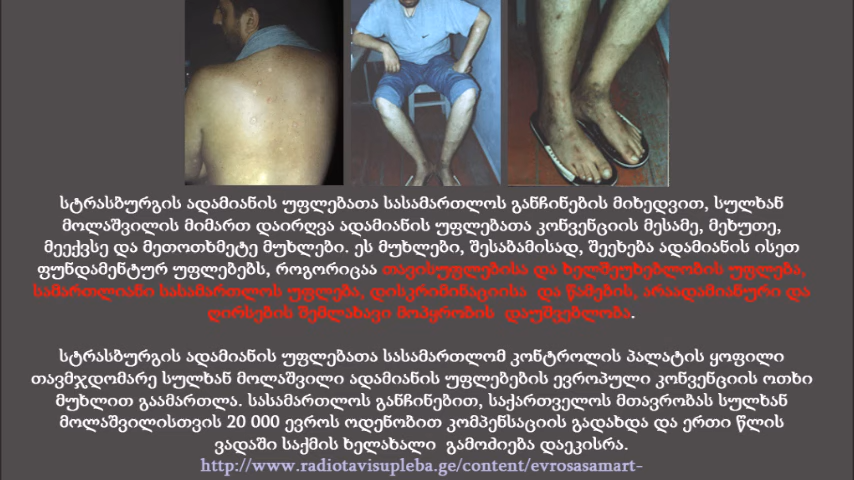 სტრასბურგის ადამიანის უფლებათა სასამართლოს განჩინების მიხედვით, სულხან
მოლაშვილის მიმართ დაირღვა ადამიანის უფლებათა კონვენციის მესამე, მეხუთე,
მეექვსე და მეთოთხმეტე მუხლები. ეს მუხლები, შესაბამისად, შეეხება ადამიანის ისეთ
ფუნდამენტურ უფლებებს, როგორიცაა თავისუფლებისა და ხელშეუხებლობის უფლება,
სამართლიანი სასამართლოს უფლება, დისკრიმინაციისა და წამების, არაადამიანური და
ღირსების შემლახავი მოპყრობის დაუშვებლობა.
სტრასბურგის ადამიანის უფლებათა სასამართლომ კონტროლის პალატის ყოფილი
თავმჯდომარე სულხან მოლაშვილი ადამიანის უფლებების ევროპული კონვენციის ოთხი
მუხლით გაამართლა. სასამართლოს განჩინებით, საქართველოს მთავრობას სულხან
მოლაშვილისთვის 20 000 ევროს ოდენობით კომპენსაციის გადახდა და ერთი წლის
ვადაში საქმის ხელახალი გამოძიება დაეკისრა.
http://www.radiotavisupleba.ge/content/evrosasamart-